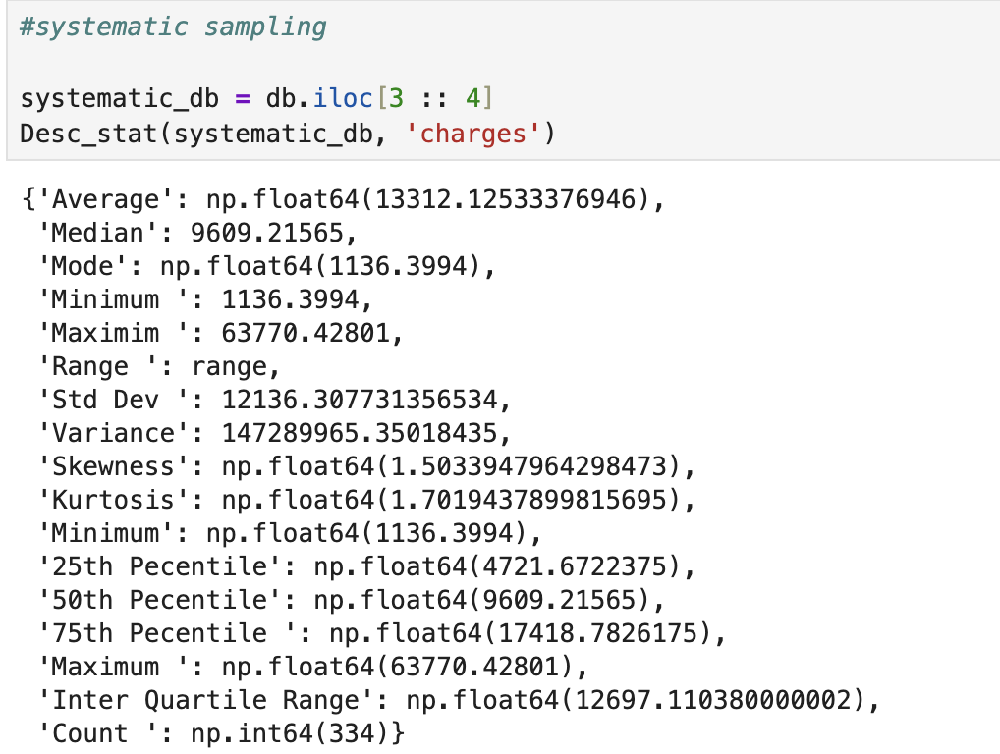 #systematic sampling
systematic_db = db.iloc[3 :: 4]
Desc_stat(systematic_db, 'charges')
{'Average': np.float64(13312.12533376946),
'Median': 9609.21565,
'Mode': np.float64(1136.3994),
'Minimum ': 1136.3994,
'Maximim ': 63770.42801,
'Range ': range,
'Std Dev ': 12136.307731356534,
'Variance': 147289965.35018435,
'Skewness': np.float64(1.5033947964298473),
'Kurtosis': np.float64(1.7019437899815695),
'Minimum': np.float64(1136.3994),
'25th Pecentile': np.float64(4721.6722375),
'50th Pecentile': np.float64(9609.21565),
'75th Pecentile ': np.float64(17418.7826175),
'Maximum ': np.float64(63770.42801),
'Inter Quartile Range': np.float64(12697.110380000002),
'Count ': np.int64(334)}